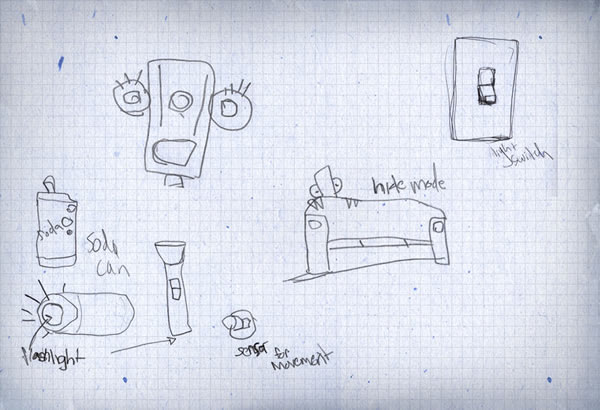 light
switch
hide mode
soda
soda
can
flashlight
sensor for
movement